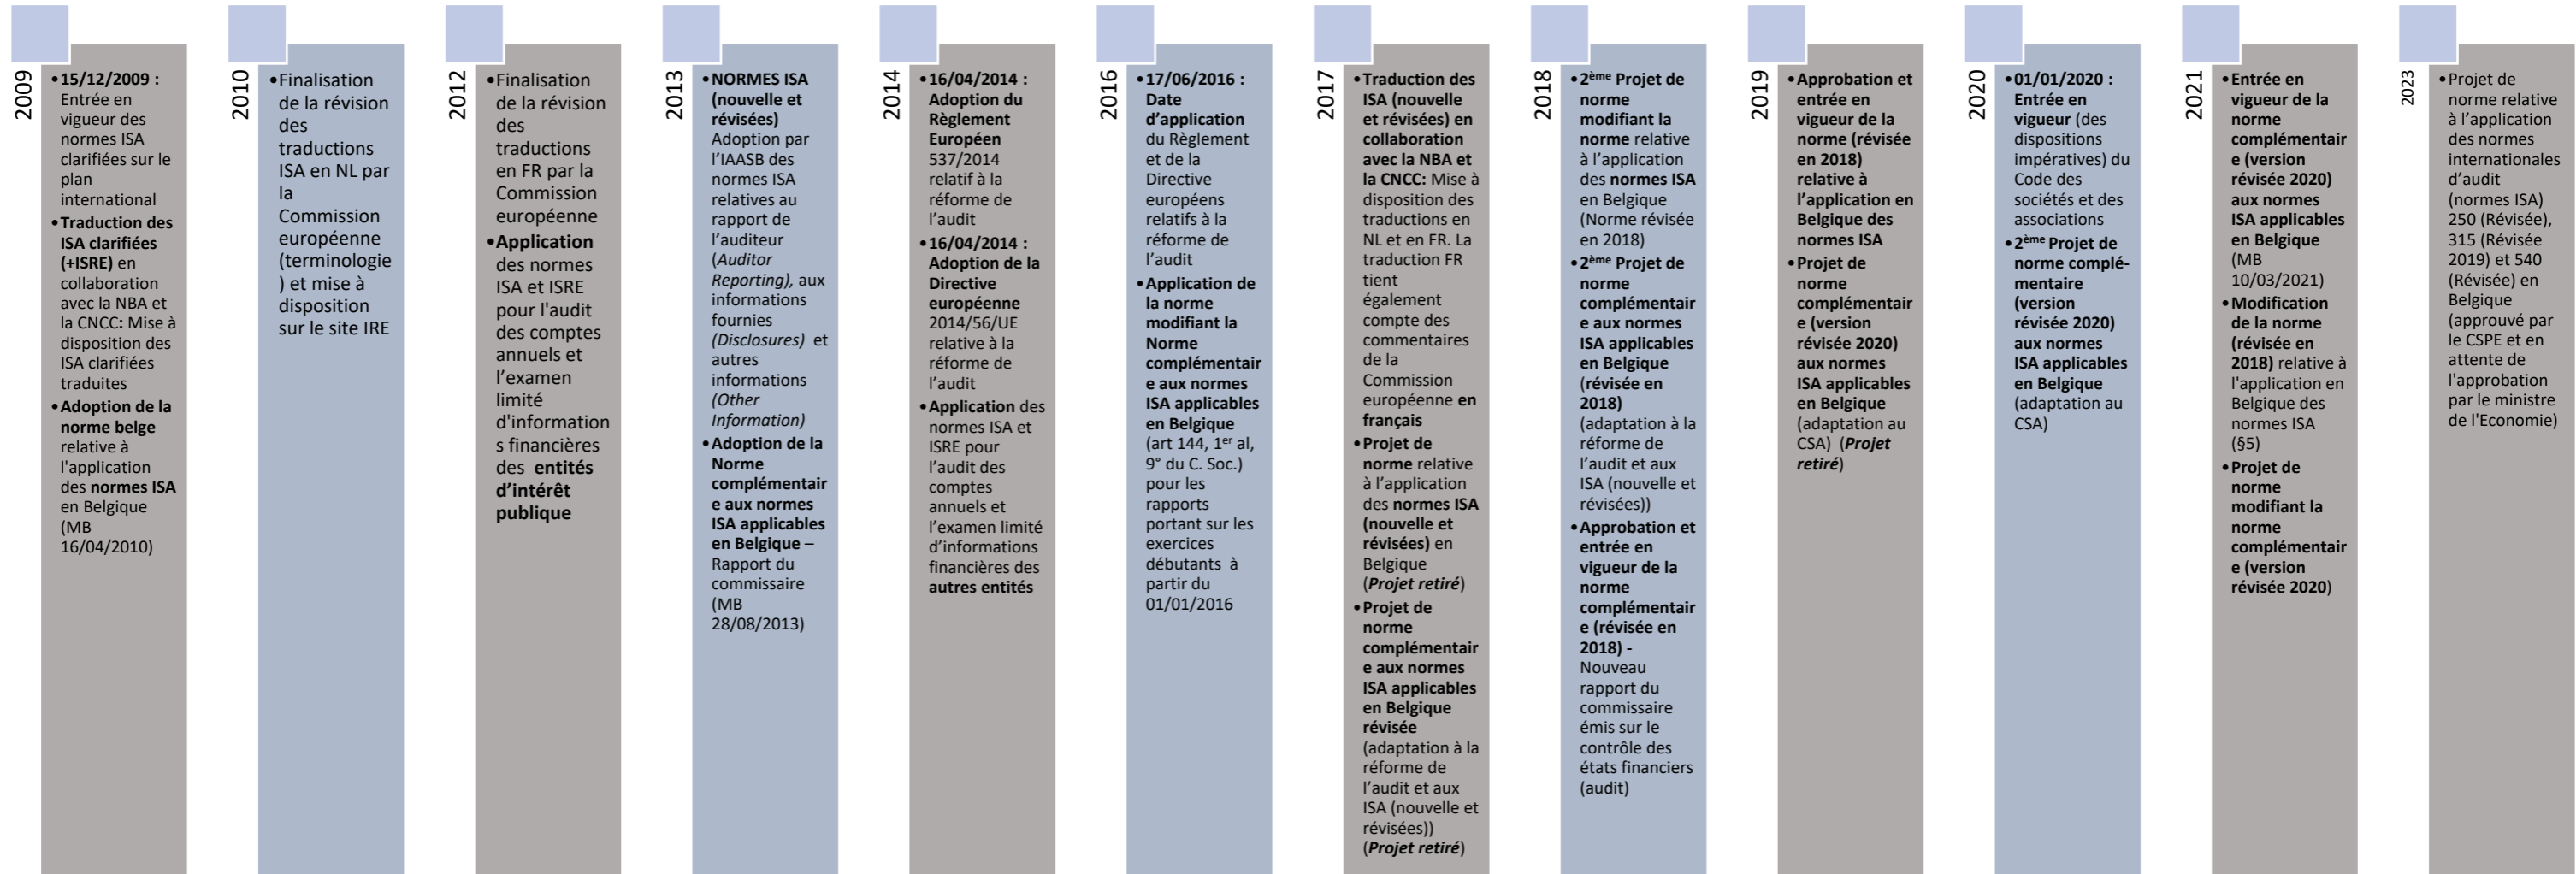 2009
•15/12/2009 :
Entrée en
vigueur des
normes ISA
clarifiées sur le
plan
international
•Traduction des
ISA clarifiées
(+ISRE) en
collaboration
avec la NBA et
la CNCC: Mise à
disposition des
ISA clarifiées
traduites
•Adoption de la
norme belge
relative à
l'application
des normes ISA
en Belgique
(MB
16/04/2010)
2010
•Finalisation
de la révision
des
traductions
ISA en NL par
la
Commission
européenne
(terminologie
) et mise à
disposition
sur le site IRE
2012
•Finalisation
de la révision
des
traductions
en FR par la
Commission
européenne
•Application
des normes
ISA et ISRE
pour l'audit
des comptes
annuels et
l’examen
limité
d'information
s financières
des entités
d’intérêt
publique
2013
•NORMES ISA
(nouvelle et
révisées)
Adoption par
l’IAASB des
normes ISA
relatives au
rapport de
l’auditeur
(Auditor
Reporting), aux
informations
fournies
(Disclosures) et
autres
informations
(Other
Information)
•Adoption de la
Norme
complémentair
e aux normes
ISA applicables
en Belgique –
Rapport du
commissaire
(MB
28/08/2013)
2014
•16/04/2014 :
Adoption du
Règlement
Européen
537/2014
relatif à la
réforme de
l’audit
•16/04/2014 :
Adoption de la
Directive
européenne
2014/56/UE
relative à la
réforme de
l’audit
•Application des
normes ISA et
ISRE pour
l’audit des
comptes
annuels et
l’examen limité
d’informations
financières des
autres entités
2016
•17/06/2016 :
Date
d’application
du Règlement
et de la
Directive
européens
relatifs à la
réforme de
l’audit
•Application de
la norme
modifiant la
Norme
complémentair
e aux normes
ISA applicables
en Belgique
(art 144, 1er al,
9° du C. Soc.)
pour les
rapports
portant sur les
exercices
débutants à
partir du
01/01/2016
2017
•Traduction des
ISA (nouvelle
et révisées) en
collaboration
avec la NBA et
la CNCC: Mise à
disposition des
traductions en
NL et en FR. La
traduction FR
tient
également
compte des
commentaires
de la
Commission
européenne en
français
•Projet de
norme relative
à l’application
des normes ISA
(nouvelle et
révisées) en
Belgique
(Projet retiré)
•Projet de
norme
complémentair
e aux normes
ISA applicables
en Belgique
révisée
(adaptation à la
réforme de
l’audit et aux
ISA (nouvelle et
révisées))
(Projet retiré)
2018
•2ème Projet de
norme
modifiant la
norme relative
à l’application
des normes ISA
en Belgique
(Norme révisée
en 2018)
•2ème Projet de
norme
complémentair
e aux normes
ISA applicables
en Belgique
(révisée en
2018)
(adaptation à la
réforme de
l’audit et aux
ISA (nouvelle et
révisées))
•Approbation et
entrée en
vigueur de la
norme
complémentair
e (révisée en
2018) -
Nouveau
rapport du
commissaire
émis sur le
contrôle des
états financiers
(audit)
2019
•Approbation et
entrée en
vigueur de la
norme (révisée
en 2018)
relative à
l’application en
Belgique des
normes ISA
•Projet de
norme
complémentair
e (version
révisée 2020)
aux normes
ISA applicables
en Belgique
(adaptation au
CSA) (Projet
retiré)
2020
•01/01/2020 :
Entrée en
vigueur (des
dispositions
impératives) du
Code des
sociétés et des
associations
•2ème Projet de
norme complé-
mentaire
(version
révisée 2020)
aux normes
ISA applicables
en Belgique
(adaptation au
CSA)
2021
•Entrée en
vigueur de la
norme
complémentair
e (version
révisée 2020)
aux normes
ISA applicables
en Belgique
(MB
10/03/2021)
•Modification
de la norme
(révisée en
2018) relative à
l'application en
Belgique des
normes ISA
(§5)
•Projet de
norme
modifiant la
norme
complémentair
e (version
révisée 2020)
2023
•Projet de
norme relative
à l’application
des normes
internationales
d’audit
(normes ISA)
250 (Révisée),
315 (Révisée
2019) et 540
(Révisée) en
Belgique
(approuvé par
le CSPE et en
attente de
l'approbation
par le ministre
de l'Economie)